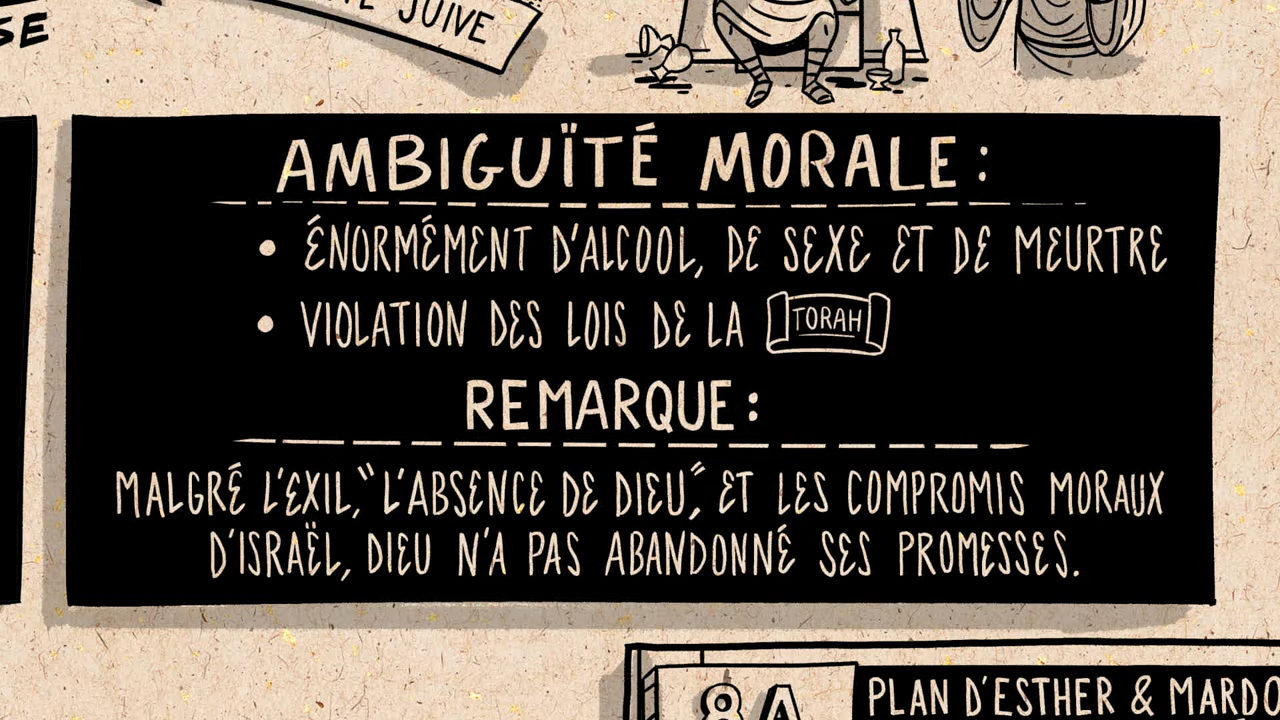 JUIVE
AMBIGUÏTÉ MORALE:
• ÉNORMÉMENT D'ALCOOL, DE SEXE ET DE MEURTRE
• VIOLATION DES LOIS DE LA TORAH
REMARQUE:
MALGRÉ L'EXIL, "L'ABSENCE DE DIEU", ET LES COMPROMIS MORAUX
D'ISRAËL, DIEU N'A PAS ABANDONNÉ SES PROMESSES.
PLAN D'ESTHER & MARDO